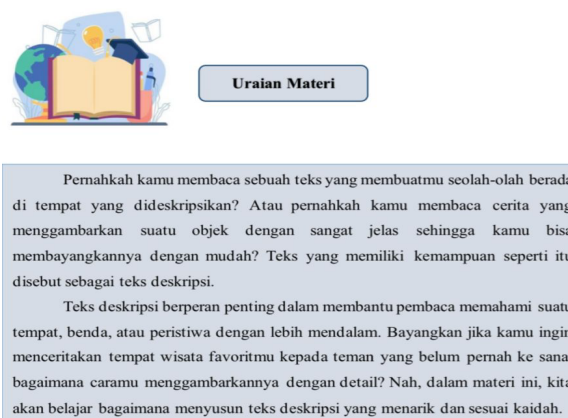 Uraian Materi
Pernahkah kamu membaca sebuah teks yang membuatmu seolah-olah berada
di tempat yang dideskripsikan? Atau pernahkah kamu membaca cerita yang
menggambarkan suatu objek dengan sangat jelas sehingga kamu bisa
membayangkannya dengan mudah? Teks yang memiliki kemampuan seperti itu
disebut sebagai teks deskripsi.
Teks deskripsi berperan penting dalam membantu pembaca memahami suatu
tempat, benda, atau peristiwa dengan lebih mendalam. Bayangkan jika kamu ingin
menceritakan tempat wisata favoritmu kepada teman yang belum pernah ke sana,
bagaimana caramu menggambarkannya dengan detail? Nah, dalam materi ini, kita
akan belajar bagaimana menyusun teks deskripsi yang menarik dan sesuai kaidah.